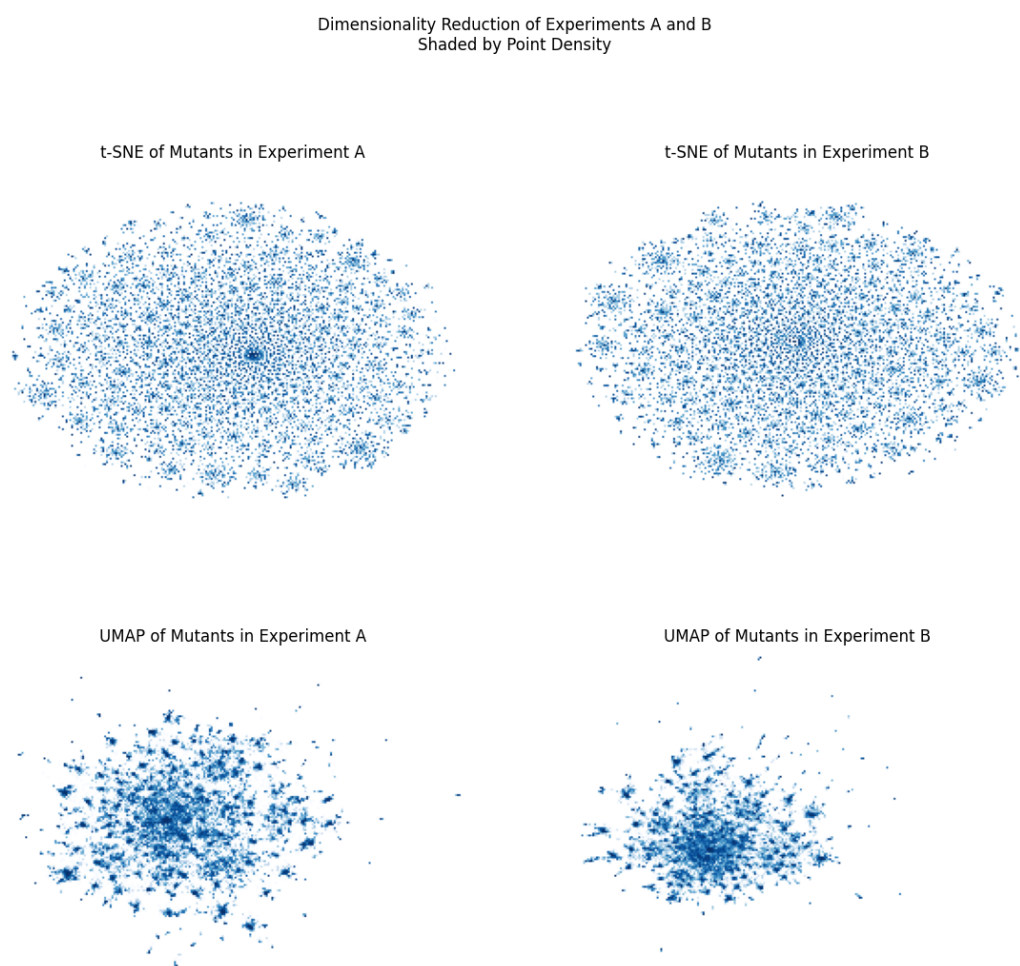 Dimensionality Reduction of Experiments A and B
Shaded by Point Density
t-SNE of Mutants in Experiment A
t-SNE of Mutants in Experiment B
UMAP of Mutants in Experiment A
UMAP of Mutants in Experiment B